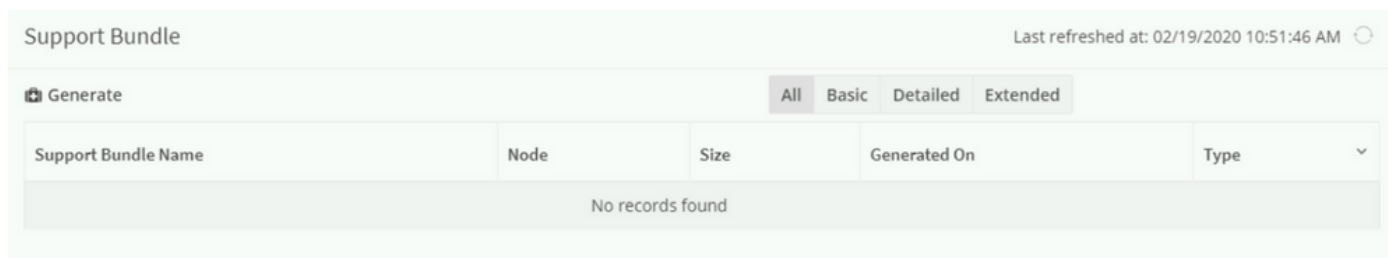 Support Bundle Last refreshed at: 02/19/2020 10:51:46 AM
Generate All Basic Detailed Extended
Support Bundle Name Node Size Generated On Type
No records found